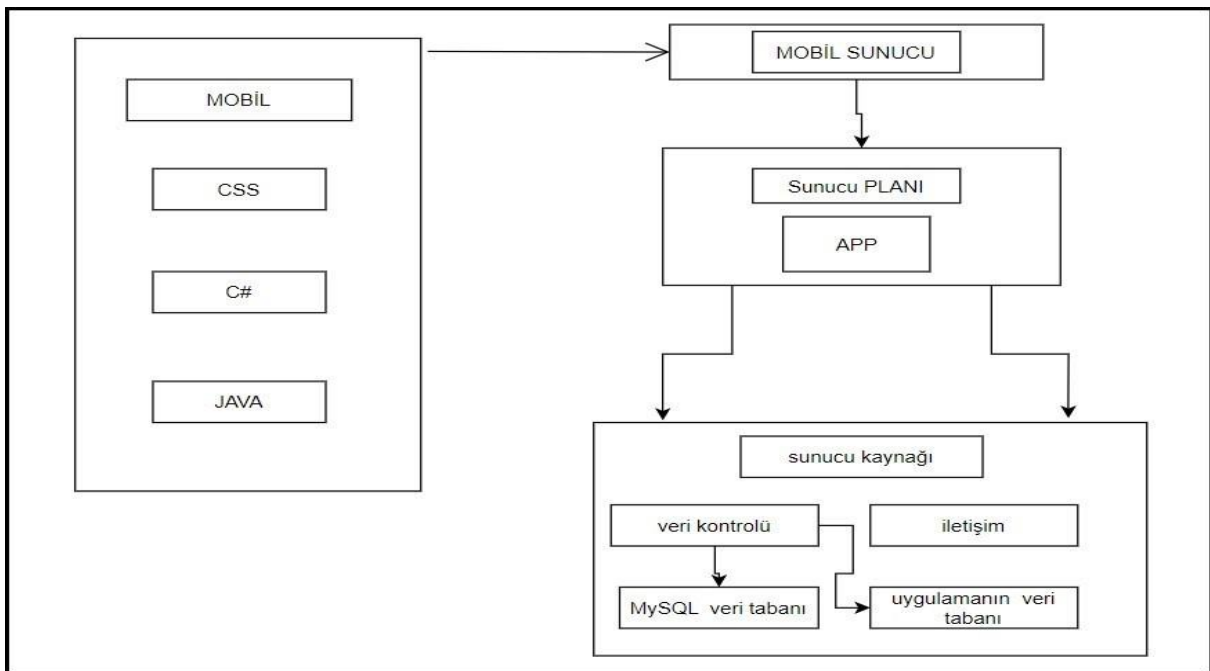 MOBİL
CSS
C#
JAVA
MOBİL SUNUCU
Sunucu PLANI
APP
sunucu kaynağı
veri kontrolü
iletişim
MySQL veri tabanı
uygulamanın veri
tabanı